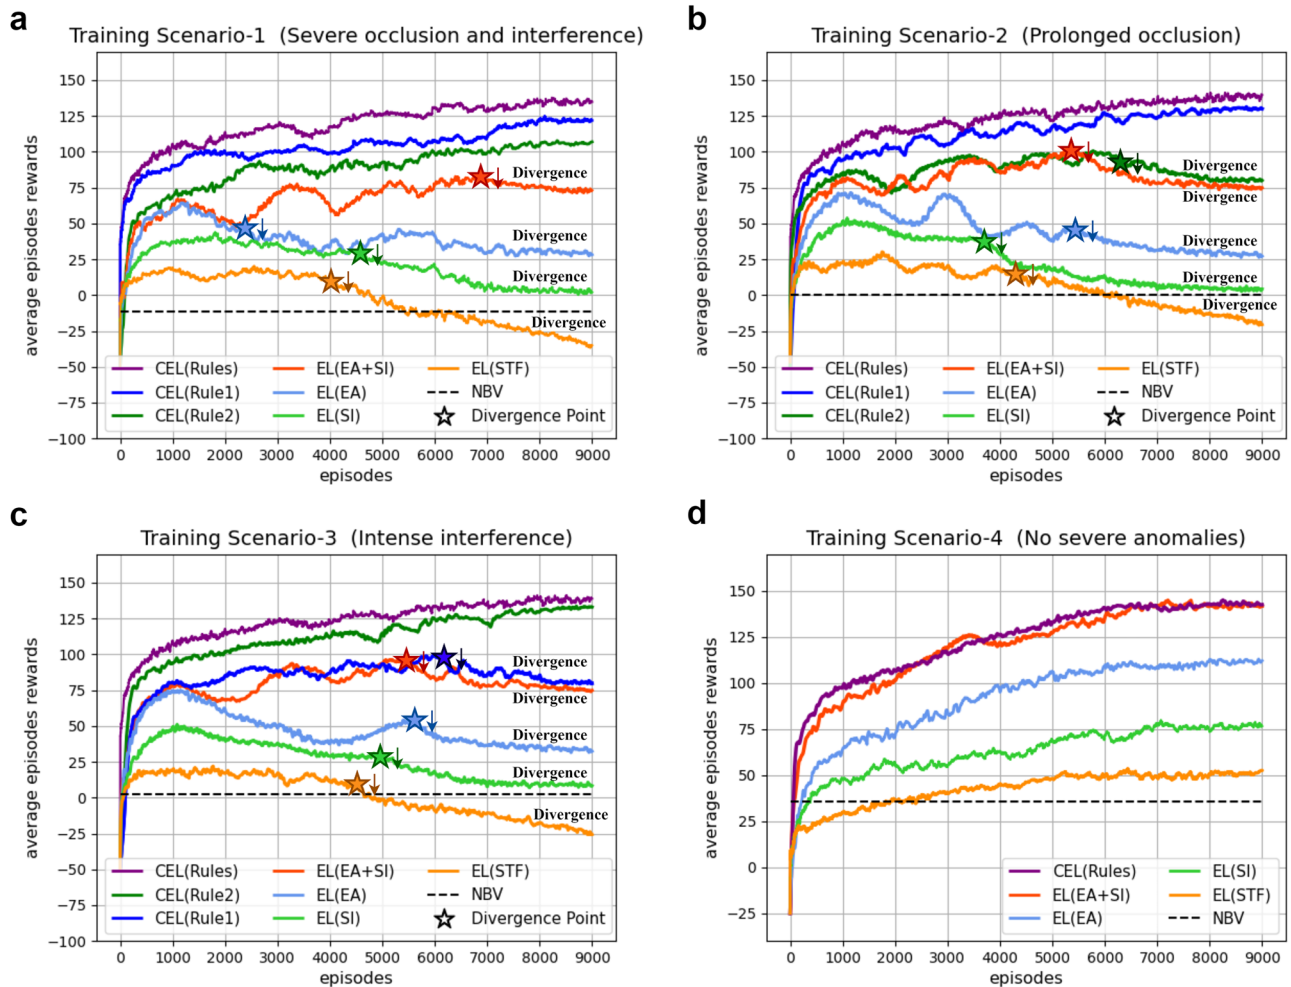 a
Training Scenario-1 (Severe occlusion and interference)
average episodes rewards
150
125
100
75
50
25
0
−25
−50
−75
−100
Divergence
Divergence
Divergence
Divergence
CEL(Rules) EL(EA+SI) EL(STF)
CEL(Rule1) EL(EA) NBV
CEL(Rule2) EL(SI) Divergence Point
0 1000 2000 3000 4000 5000 6000 7000 8000 9000
episodes
b
Training Scenario-2 (Prolonged occlusion)
average episodes rewards
150
125
100
75
50
25
0
−25
−50
−75
−100
Divergence
Divergence
Divergence
Divergence
Divergence
CEL(Rules) EL(EA+SI) EL(STF)
CEL(Rule1) EL(EA) NBV
CEL(Rule2) EL(SI) Divergence Point
0 1000 2000 3000 4000 5000 6000 7000 8000 9000
episodes
c
Training Scenario-3 (Intense interference)
average episodes rewards
150
125
100
75
50
25
0
−25
−50
−75
−100
Divergence
Divergence
Divergence
Divergence
Divergence
CEL(Rules) EL(EA+SI) EL(STF)
CEL(Rule2) EL(EA) NBV
CEL(Rule1) EL(SI) Divergence Point
0 1000 2000 3000 4000 5000 6000 7000 8000 9000
episodes
d
Training Scenario-4 (No severe anomalies)
average episodes rewards
150
125
100
75
50
25
0
−25
CEL(Rules) EL(SI)
EL(EA+SI) EL(STF)
EL(EA) NBV
0 1000 2000 3000 4000 5000 6000 7000 8000 9000
episodes